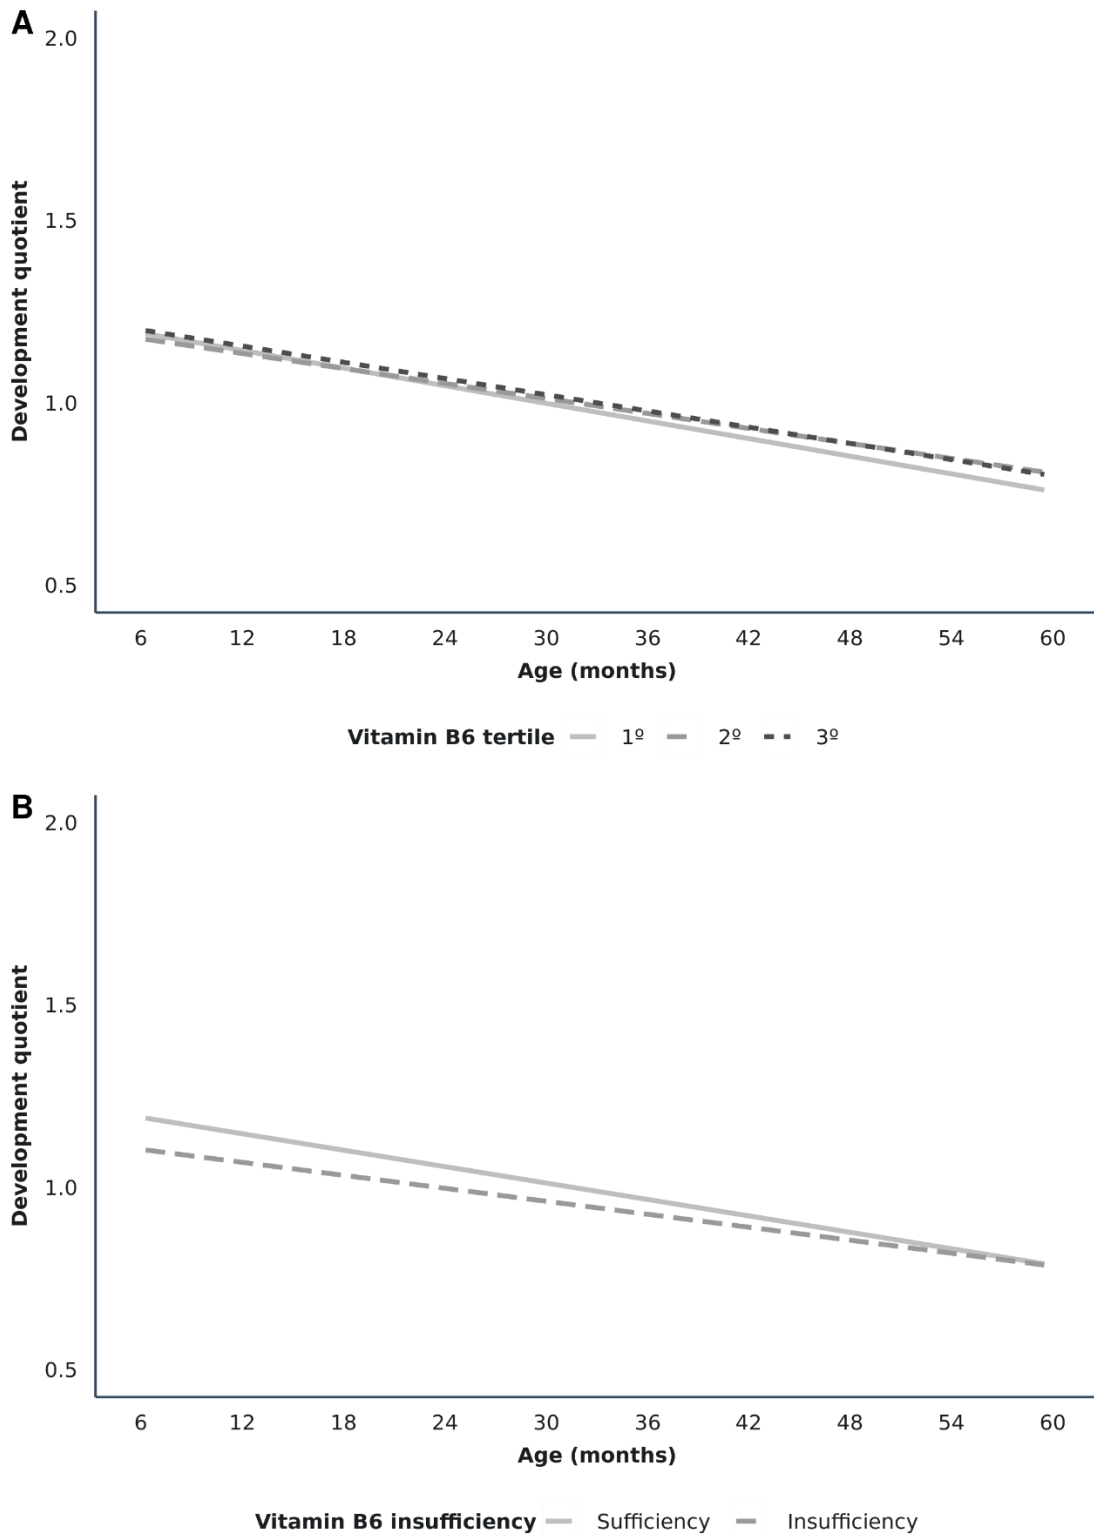 A
2.0
1.5
1.0
0.5
Development quotient
6 12 18 24 30 36 42 48 54 60
Age (months)
Vitamin B6 tertile 1º 2º 3º
B
2.0
1.5
1.0
0.5
Development quotient
6 12 18 24 30 36 42 48 54 60
Age (months)
Vitamin B6 insufficiency Sufficiency Insufficiency